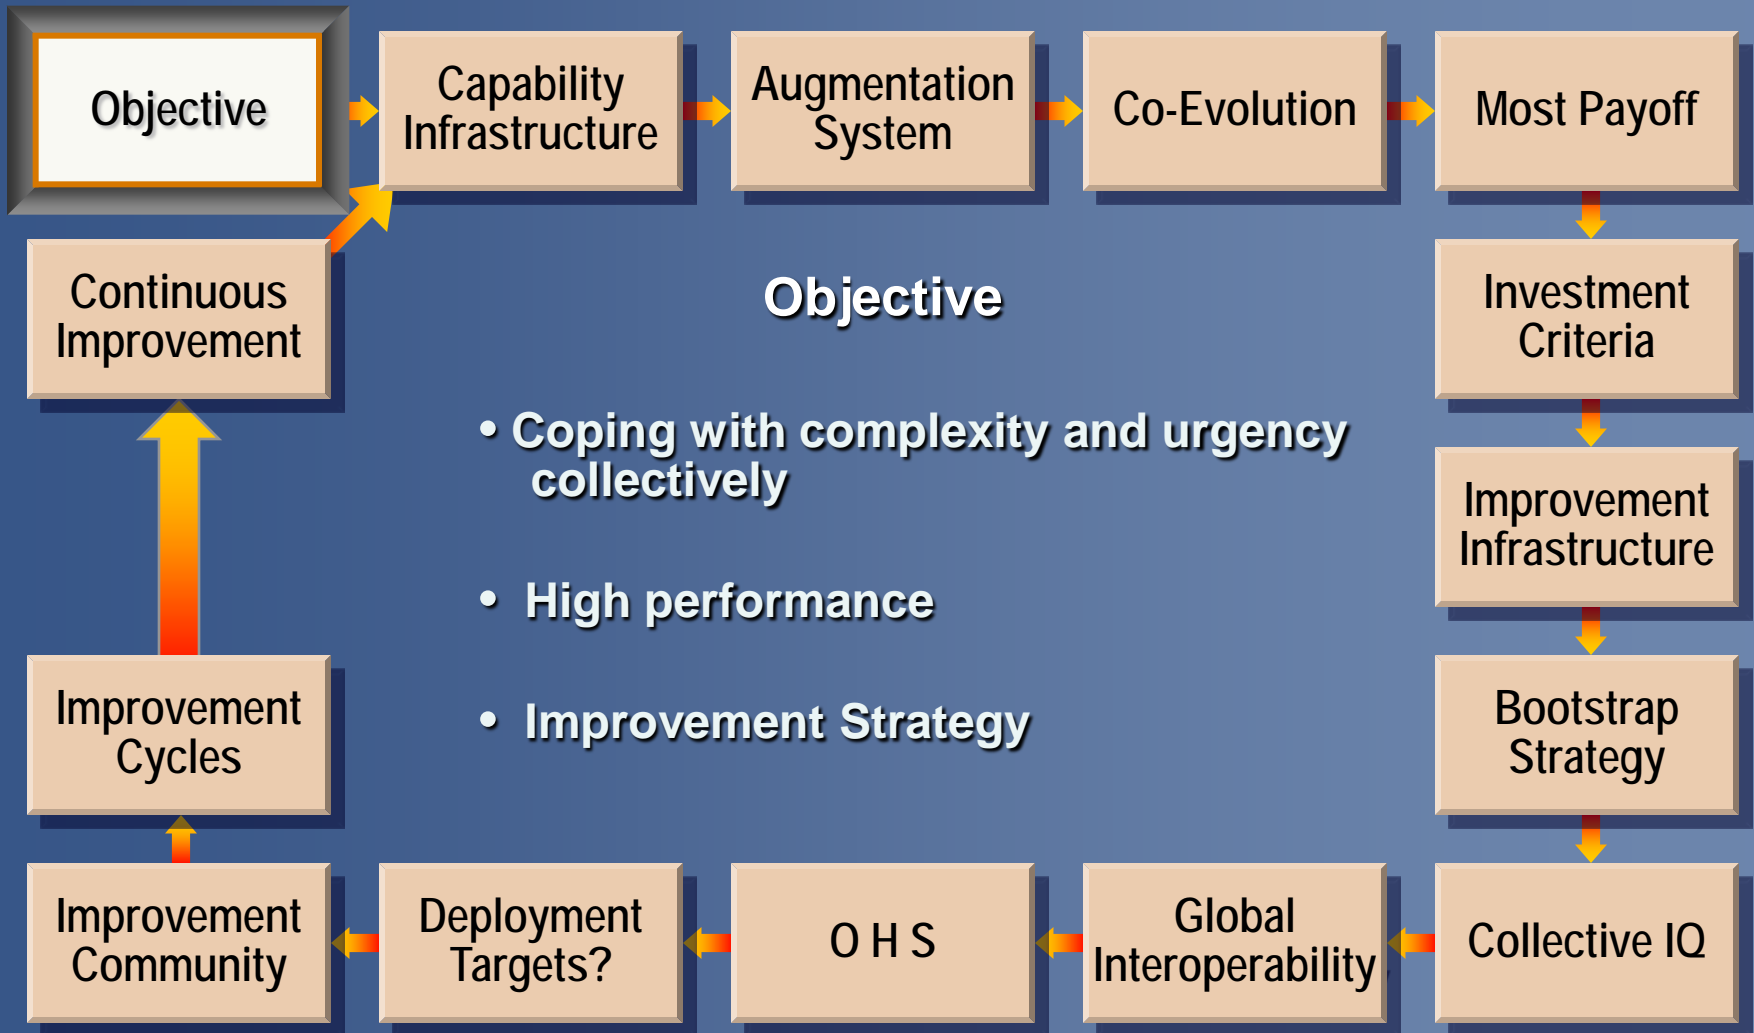 Objective
Capability
Infrastructure
Augmentation
System
Co-Evolution
Most Payoff
Continuous
Improvement
Objective
Investment
Criteria
• Coping with complexity and urgency
collectively
Improvement
Infrastructure
• High performance
Improvement
Cycles
• Improvement Strategy
Bootstrap
Strategy
Improvement
Community
Deployment
Targets?
O H S
Global
Interoperability
Collective IQ